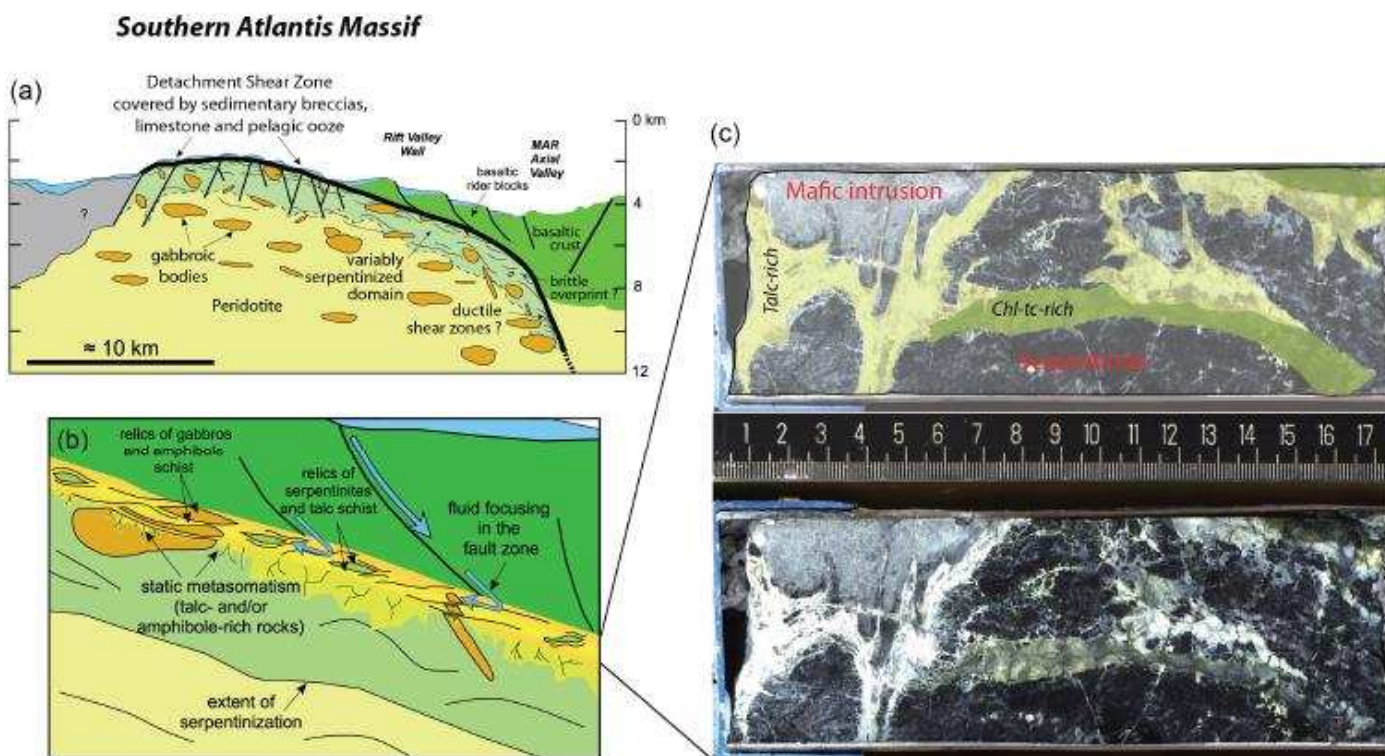 Southern Atlantis Massif
(a)
Detachment Shear Zone
covered by sedimentary breccias,
limestone and pelagic ooze
Rift Valley
Wall
MAR
Axial
Valley
0 km
4
8
12
basaltic
rider blocks
?
gabbroic
bodies
variably
serpentinized
domain
basaltic
crust
brittle
overprint ?
Peridotite
ductile
shear zones ?
≈ 10 km
(b)
relics of gabbros
and amphibole
schist
relics of
serpentinites
and talc schist
fluid focusing
in the
fault zone
static metasomatism
(talc- and/or
amphibole-rich rocks)
extent of
serpentinization
(c)
Mafic intrusion
Talc-rich
Chl-tc-rich
1 2 3 4 5 6 7 8 9 10 11 12 13 14 15 16 17